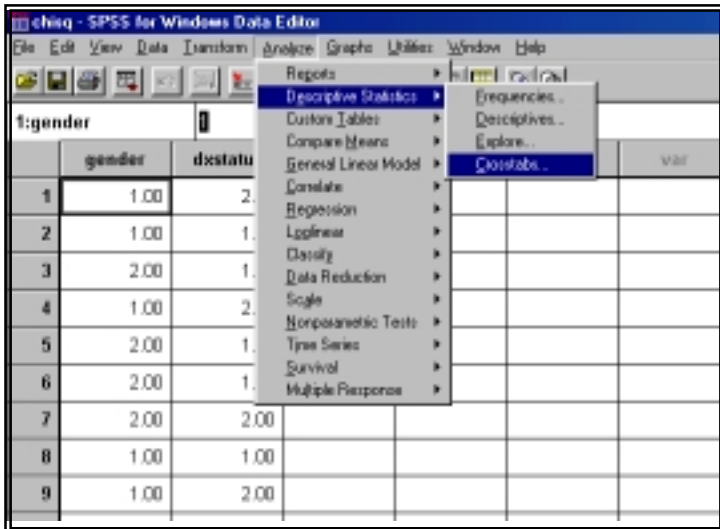 chisq - SPSS for Windows Data Editor
File Edit View Data Transform Analyze Graphs Utilities Window Help
1:gender 1
gender dxstatu var
1 1.00 2.
2 1.00 1.
3 2.00 1.
4 1.00 2.
5 2.00 1.
6 2.00 1.
7 2.00 2.00
8 1.00 1.00
9 1.00 2.00
Reports
Descriptive Statistics
Custom Tables
Compare Means
General Linear Model
Correlate
Regression
Loglinear
Classify
Data Reduction
Scale
Nonparametric Tests
Time Series
Survival
Multiple Response
Frequencies...
Descriptives...
Explore...
Crosstabs...